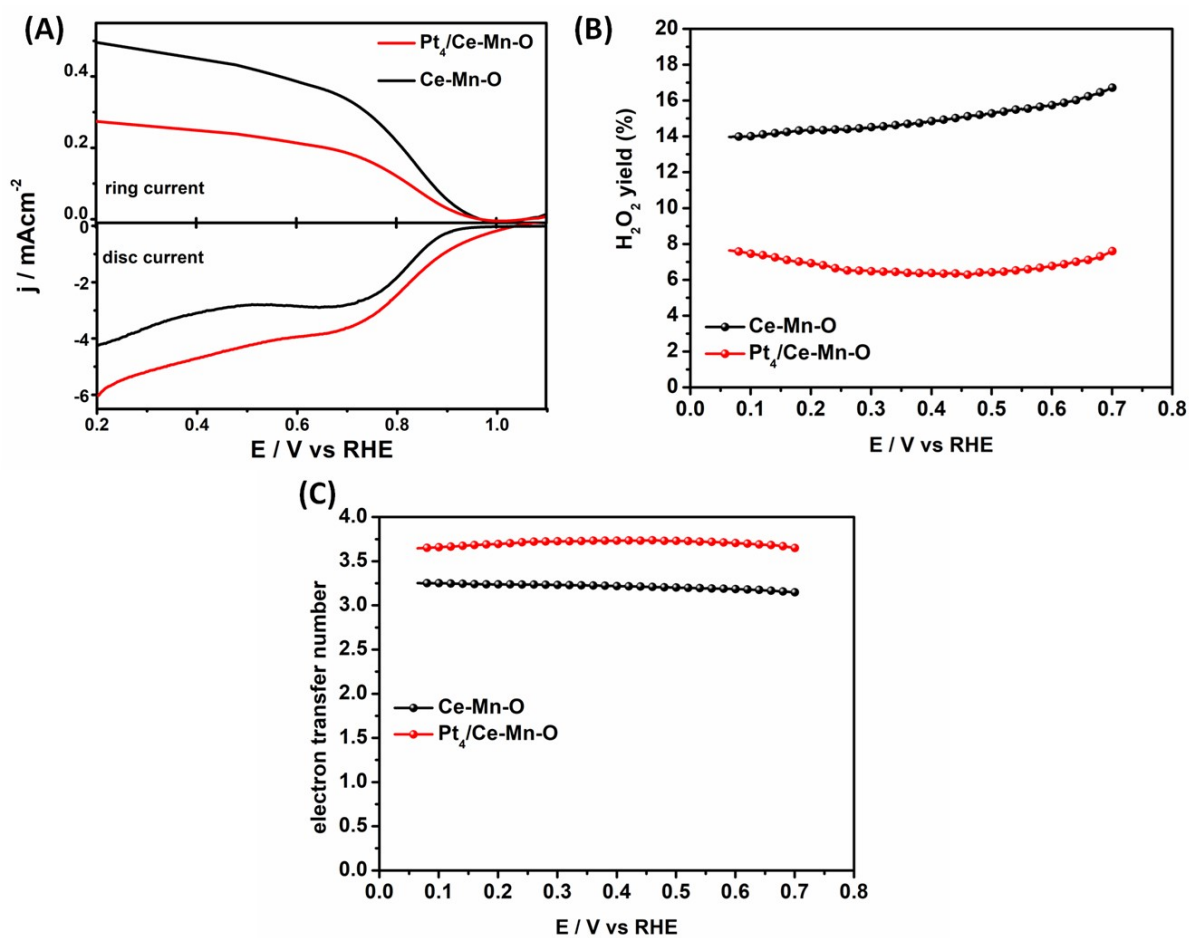 (A)
Pt4/Ce-Mn-O
Ce-Mn-O
0.4
0.2
0.0
ring current
0
-2
-4
-6
disc current
j / mAcm-2
0.2 0.4 0.6 0.8 1.0
E / V vs RHE
(B)
20
18
16
14
12
10
8
6
4
2
0
H2O2 yield (%)
Ce-Mn-O
Pt4/Ce-Mn-O
0.0 0.1 0.2 0.3 0.4 0.5 0.6 0.7 0.8
E / V vs RHE
(C)
4.0
3.5
3.0
2.5
2.0
1.5
1.0
0.5
0.0
electron transfer number
Ce-Mn-O
Pt4/Ce-Mn-O
0.0 0.1 0.2 0.3 0.4 0.5 0.6 0.7 0.8
E / V vs RHE